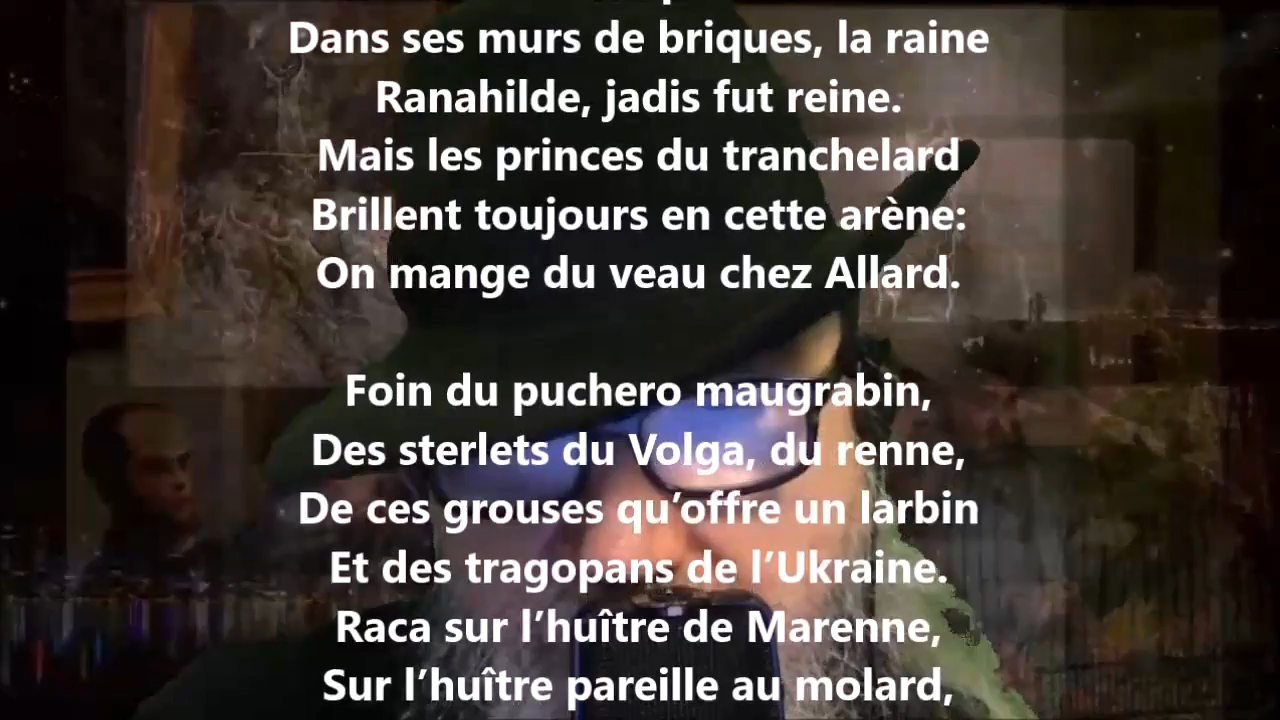 Dans ses murs de briques, la raine
Ranahilde, jadis fut reine.
Mais les princes du tranchelard
Brillent toujours en cette arène:
On mange du veau chez Allard.
Foin du puchero maugrabin,
Des sterlets du Volga, du renne,
De ces grouses qu’offre un larbin
Et des tragopans de l’Ukraine.
Raca sur l’huître de Marenne,
Sur l’huître pareille au molard,